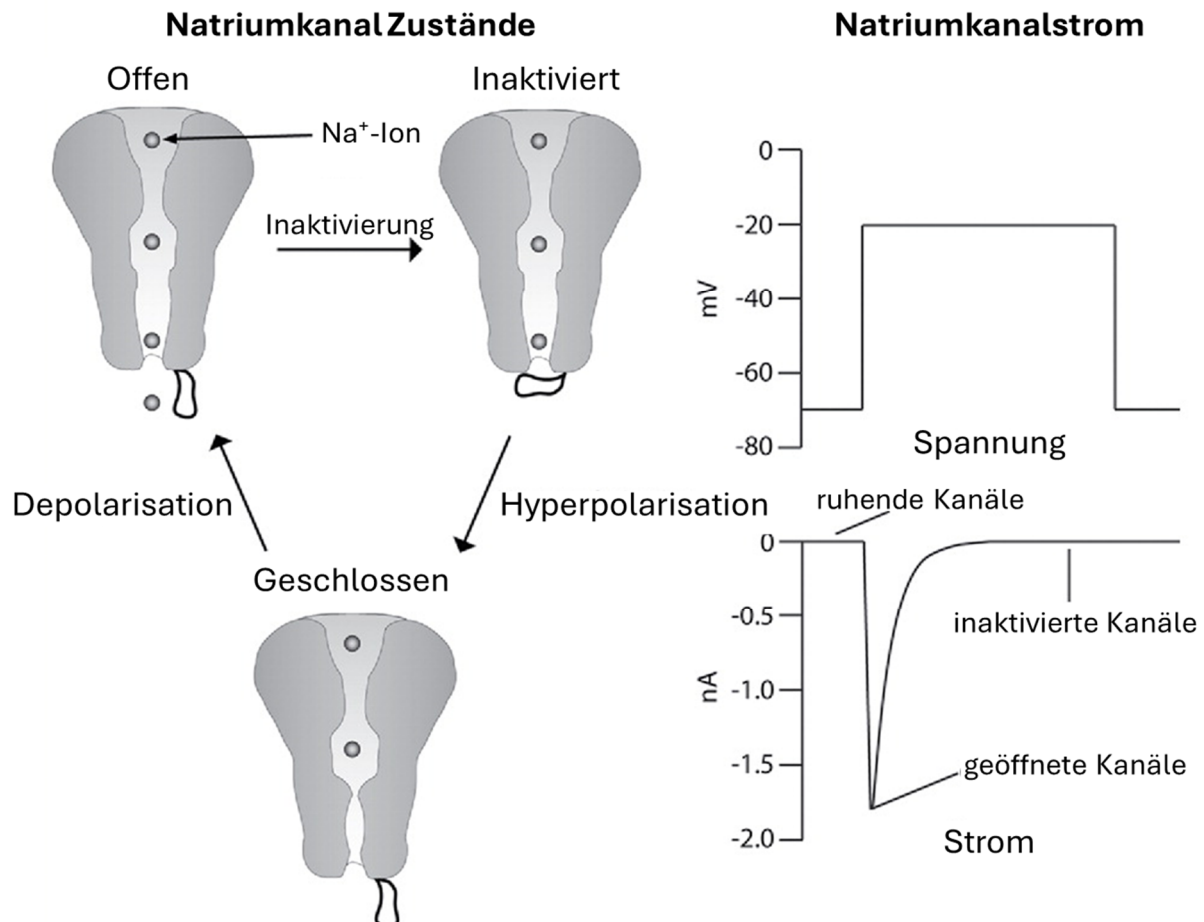 Natriumkanal Zustände
Offen
Inaktiviert
Na⁺-Ion
Inaktivierung
Depolarisation
Hyperpolarisation
Geschlossen
Natriumkanalstrom
0
-20
mV
-40
-60
-80
Spannung
ruhende Kanäle
0
-0.5
inaktivierte Kanäle
nA
-1.0
-1.5
geöffnete Kanäle
-2.0
Strom